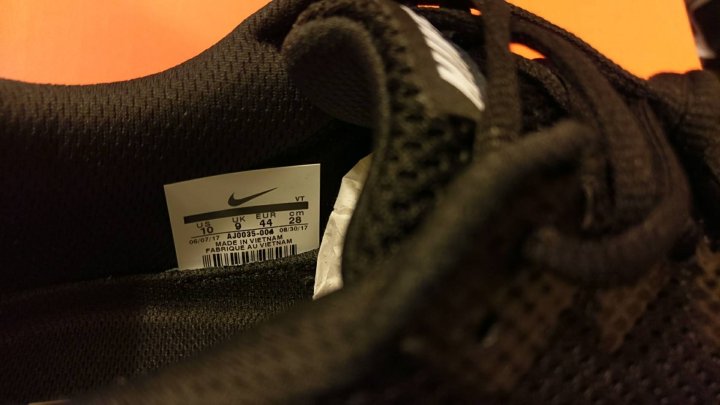 VT
US UK EUR cm
10 9 44 28
06/07/17 AJ0035-004 08/30/17
MADE IN VIETNAM
FABRIQUE AU VIETNAM